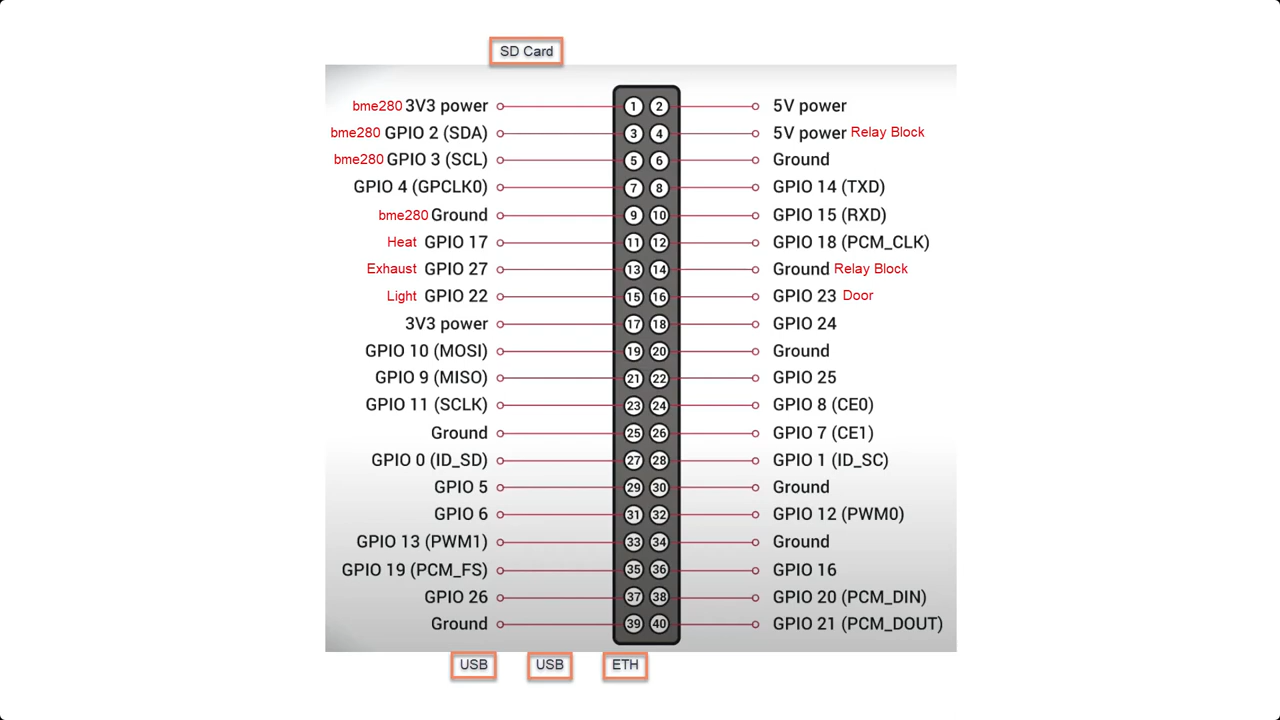 SD Card
bme280 3V3 power 1 2 5V power
bme280 GPIO 2 (SDA) 3 4 5V power Relay Block
bme280 GPIO 3 (SCL) 5 6 Ground
GPIO 4 (GPCLK0) 7 8 GPIO 14 (TXD)
bme280 Ground 9 10 GPIO 15 (RXD)
Heat GPIO 17 11 12 GPIO 18 (PCM_CLK)
Exhaust GPIO 27 13 14 Ground Relay Block
Light GPIO 22 15 16 GPIO 23 Door
3V3 power 17 18 GPIO 24
GPIO 10 (MOSI) 19 20 Ground
GPIO 9 (MISO) 21 22 GPIO 25
GPIO 11 (SCLK) 23 24 GPIO 8 (CE0)
Ground 25 26 GPIO 7 (CE1)
GPIO 0 (ID_SD) 27 28 GPIO 1 (ID_SC)
GPIO 5 29 30 Ground
GPIO 6 31 32 GPIO 12 (PWM0)
GPIO 13 (PWM1) 33 34 Ground
GPIO 19 (PCM_FS) 35 36 GPIO 16
GPIO 26 37 38 GPIO 20 (PCM_DIN)
Ground 39 40 GPIO 21 (PCM_DOUT)
USB USB ETH